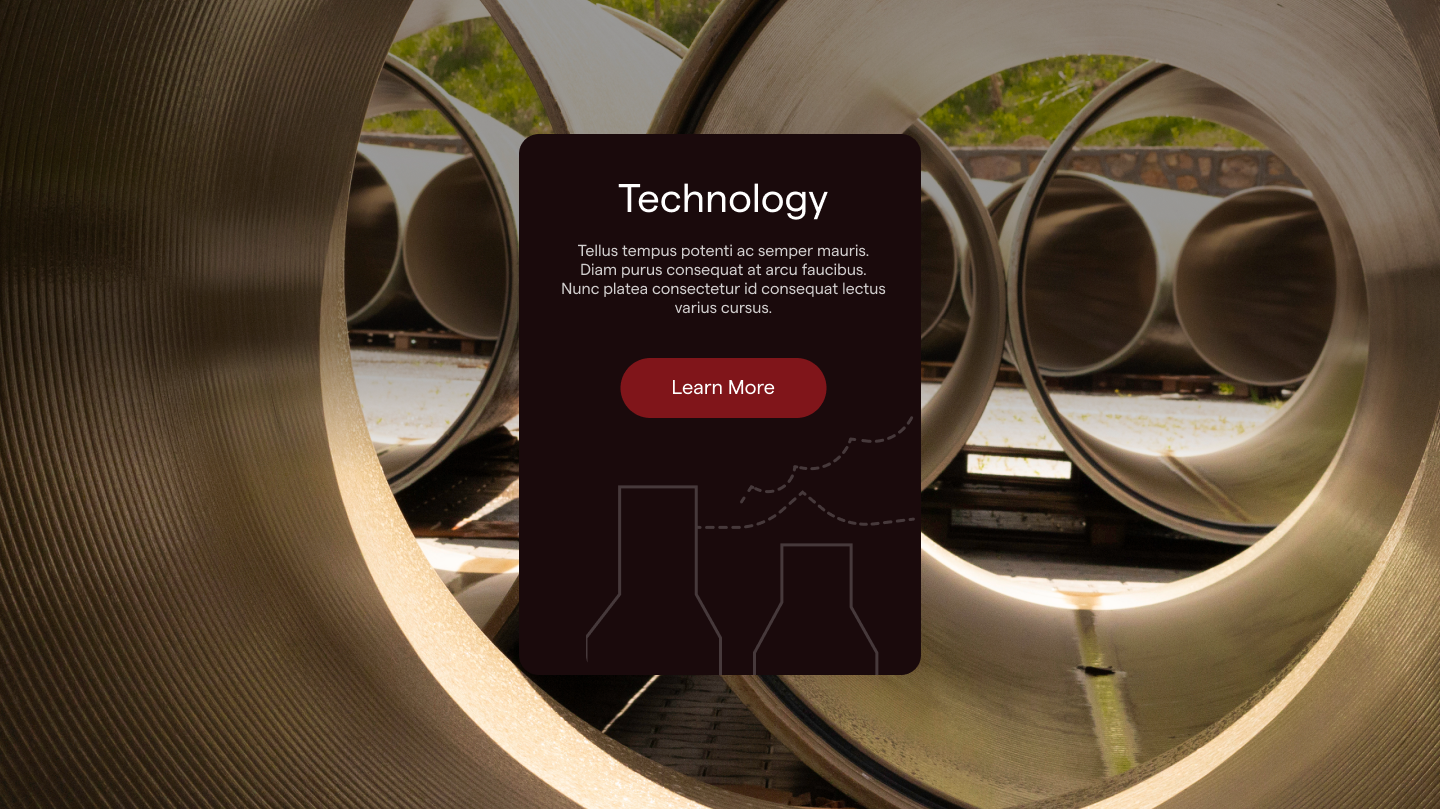 Technology
Tellus tempus potenti ac semper mauris.
Diam purus consequat at arcu faucibus.
Nunc platea consectetur id consequat lectus
varius cursus.
Learn More